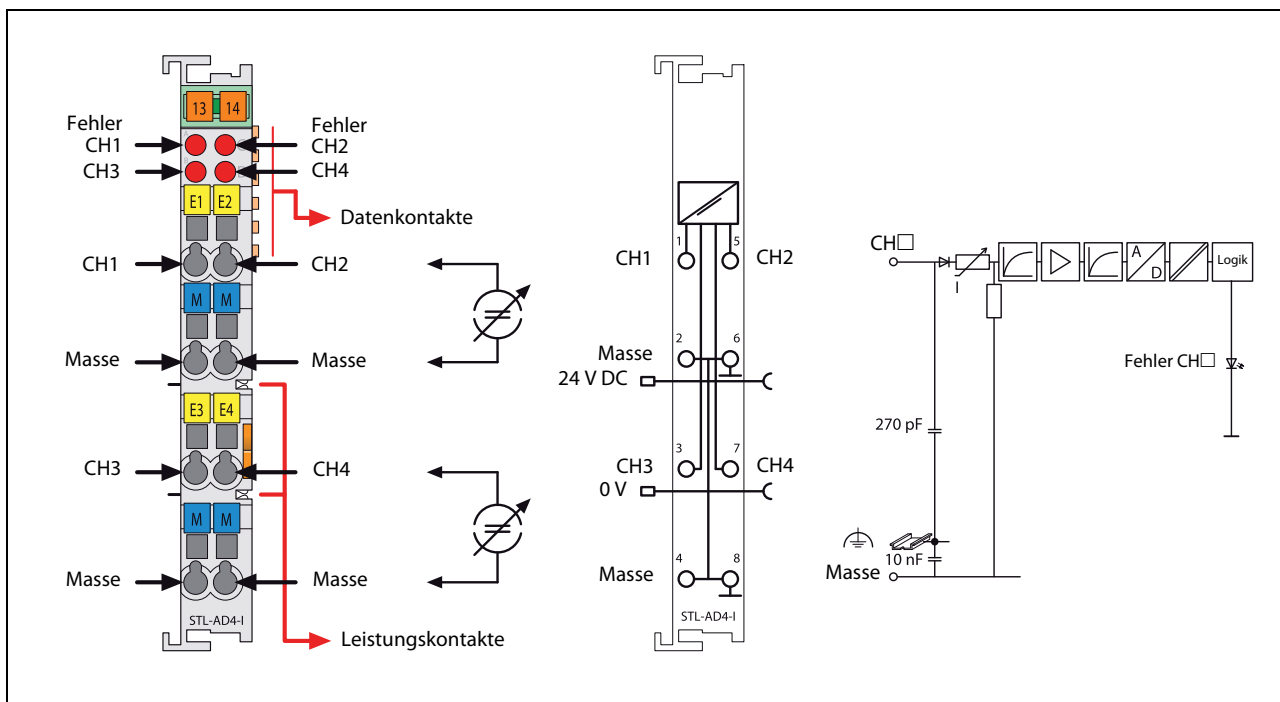 13 14
Fehler
CH1
CH3
Fehler
CH2
CH4
A
B
E1 E2
Datenkontakte
CH1
CH2
M M
Masse
Masse
E3 E4
CH3
CH4
M M
Masse
Masse
STL-AD4-I
Leistungskontakte
1
5
CH1
CH2
2
6
Masse
24 V DC
3
7
CH3
CH4
0 V
4
8
Masse
STL-AD4-I
CH□
I
A
D
Logik
Fehler CH□
270 pF
10 nF
Masse